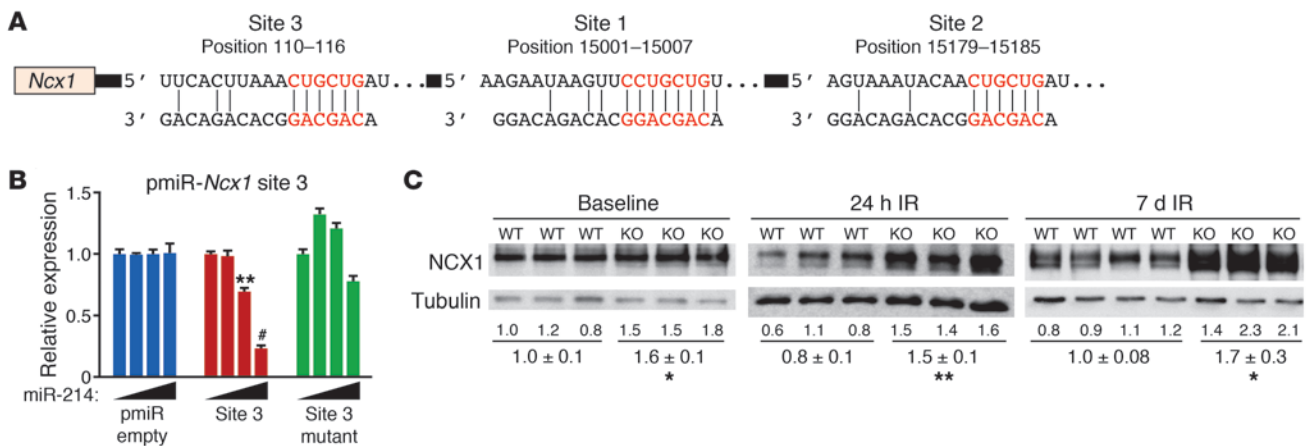 A
Site 3 Site 1 Site 2
Position 110–116 Position 15001–15007 Position 15179–15185
Ncx1 5′ UUCACUUAAACUGCUGAU... 5′ AAGAAUAAGUUCCUGCUGU... 5′ AGUAAAUACAACUGCUGAU...
3′ GACAGACACGGACGACA GGACAGACACGGACGACA GGACAGACACGGACGACA
B
pmiR-Ncx1 site 3
Relative expression
1.5
1.0
0.5
0
**
#
miR-214:
pmiR empty
Site 3
Site 3 mutant
C
Baseline 24 h IR 7 d IR
WT WT WT KO KO KO WT WT WT KO KO KO WT WT WT WT KO KO KO
NCX1
Tubulin
1.0 1.2 0.8 1.5 1.5 1.8 0.6 1.1 0.8 1.5 1.4 1.6 0.8 0.9 1.1 1.2 1.4 2.3 2.1
1.0 ± 0.1 1.6 ± 0.1 0.8 ± 0.1 1.5 ± 0.1 1.0 ± 0.08 1.7 ± 0.3
* ** *